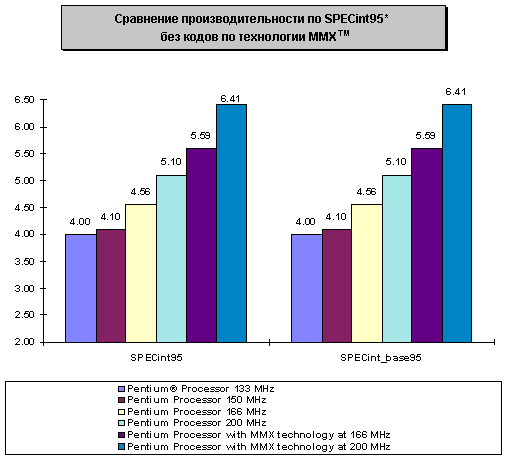 Сравнение производительности по SPECint95*
без кодов по технологии MMX™
6.50
6.00
5.50
5.00
4.50
4.00
3.50
3.00
2.50
2.00
4.00 4.10 4.56 5.10 5.59 6.41
4.00 4.10 4.56 5.10 5.59 6.41
SPECint95 SPECint_base95
Pentium® Processor 133 MHz
Pentium Processor 150 MHz
Pentium Processor 166 MHz
Pentium Processor 200 MHz
Pentium Processor with MMX technology at 166 MHz
Pentium Processor with MMX technology at 200 MHz